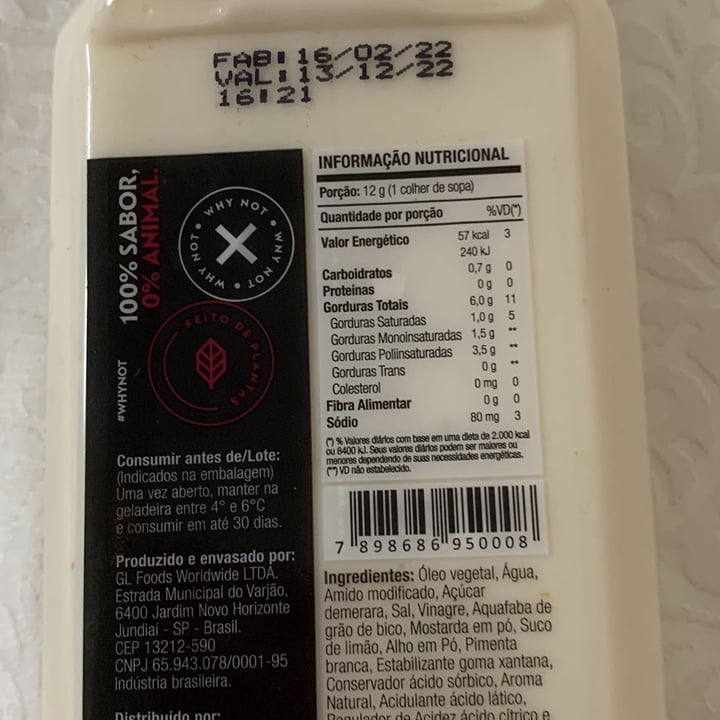 FAB: 16/02/22
VAL: 13/12/22
16:21
100% SABOR,
0% ANIMAL.
#WHYNOT
WHY NOT • WHY NOT • WHY NOT •
FEITO DE PLANTAS
Consumir antes de/Lote:
(Indicados na embalagem)
Uma vez aberto, manter na
geladeira entre 4° e 6°C
e consumir em até 30 dias.
Produzido e envasado por:
GL Foods Worldwide LTDA.
Estrada Municipal do Varjão,
6400 Jardim Novo Horizonte
Jundiaí - SP - Brasil.
CEP 13212-590
CNPJ 65.943.078/0001-95
Indústria brasileira.
Distribuído por:
INFORMAÇÃO NUTRICIONAL
Porção: 12 g (1 colher de sopa)
Quantidade por porção %VD(*)
Valor Energético 57 kcal 3
240 kJ
Carboidratos 0,7 g 0
Proteínas 0 g 0
Gorduras Totais 6,0 g 11
Gorduras Saturadas 1,0 g 5
Gorduras Monoinsaturadas 1,5 g **
Gorduras Poliinsaturadas 3,5 g **
Gorduras Trans 0 g **
Colesterol 0 mg 0
Fibra Alimentar 0 g 0
Sódio 80 mg 3
(*) % Valores diários com base em uma dieta de 2.000 kcal
ou 8400 kJ. Seus valores diários podem ser maiores ou
menores dependendo de suas necessidades energéticas.
(**) VD não estabelecido.
7 898686 950008
Ingredientes: Óleo vegetal, Água,
Amido modificado, Açúcar
demerara, Sal, Vinagre, Aquafaba de
grão de bico, Mostarda em pó, Suco
de limão, Alho em Pó, Pimenta
branca, Estabilizante goma xantana,
Conservador ácido sórbico, Aroma
Natural, Acidulante ácido lático,
Regulador de Acidez ácido cítrico e